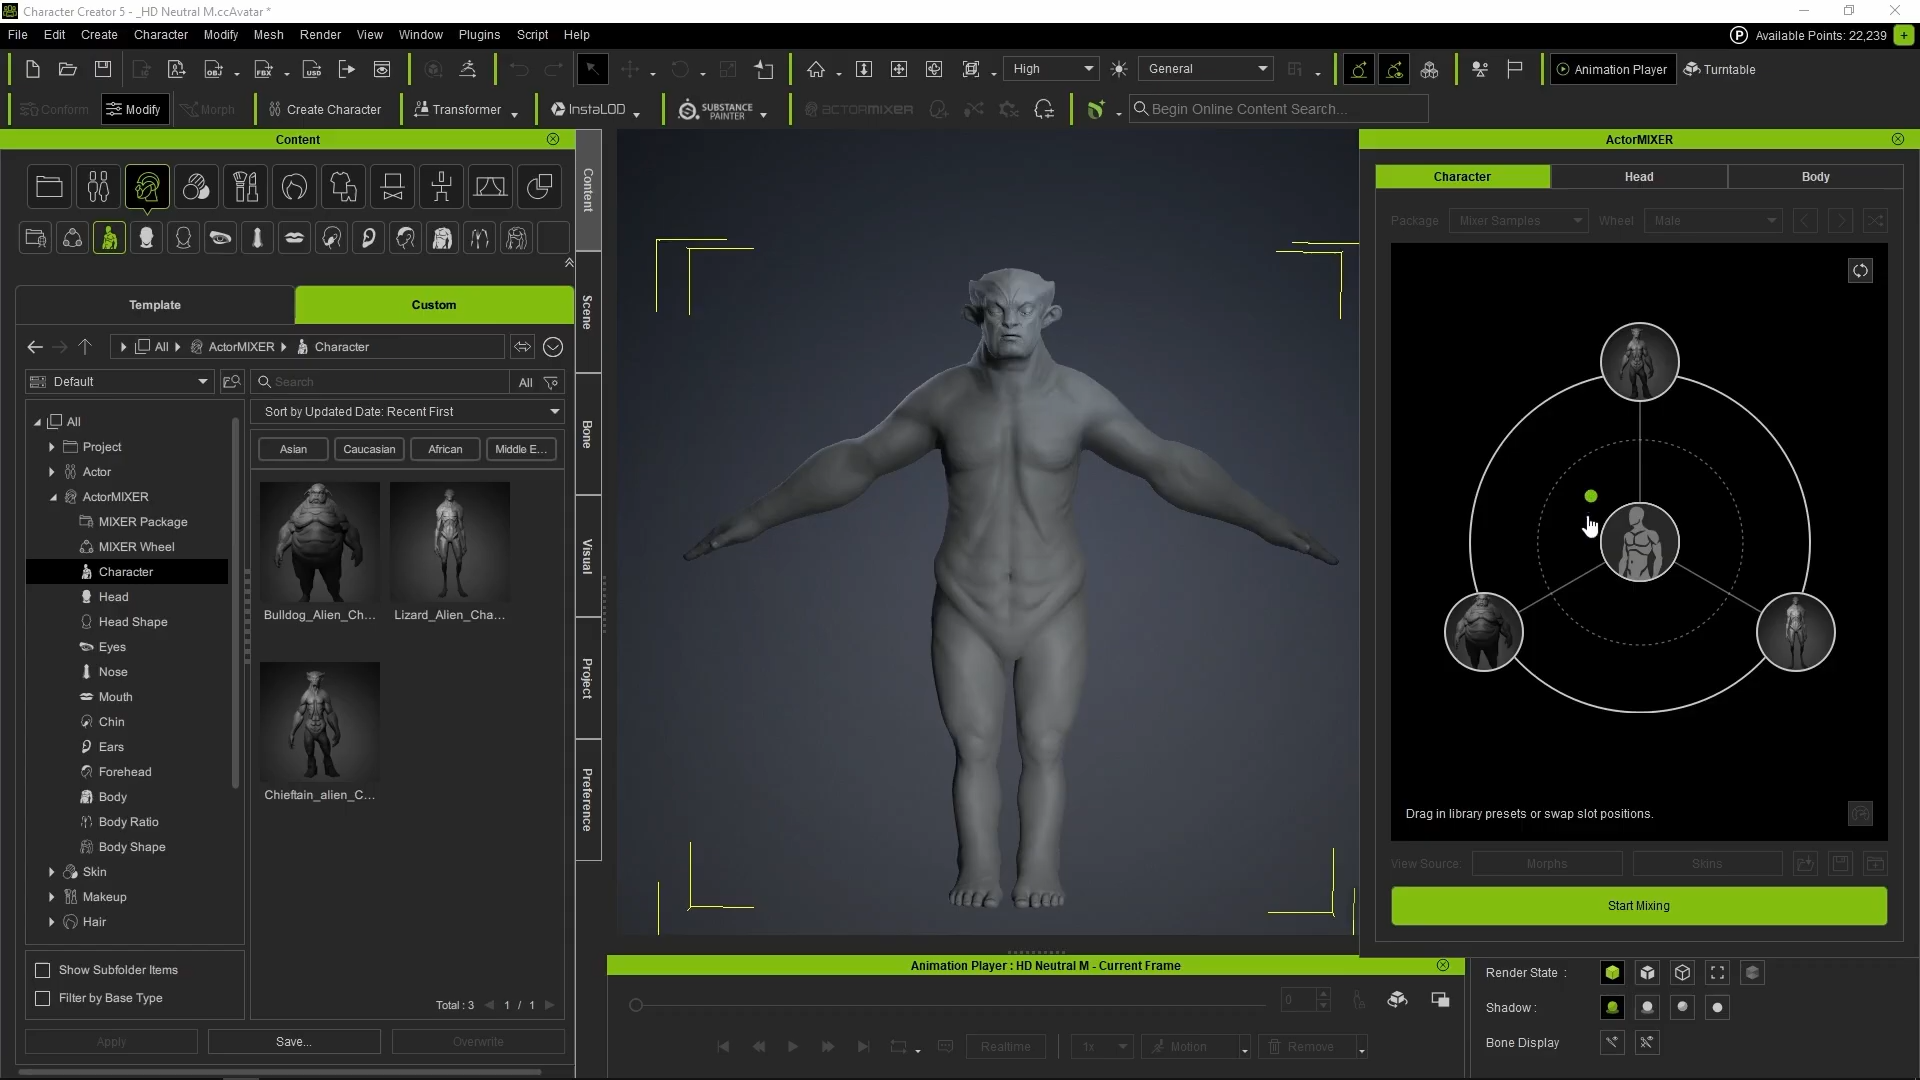 Character Creator 5 - _HD Neutral M.ccAvatar *
File Edit Create Character Modify Mesh Render View Window Plugins Script Help
Available Points: 22,239
High
General
Animation Player
Turntable
Conform
Modify
Morph
Create Character
Transformer
InstaLOD
SUBSTANCE PAINTER
ACTORMIXER
Begin Online Content Search...
Content
Template
Custom
All
ActorMIXER
Character
Default
Search
All
Sort by Updated Date: Recent First
Asian
Caucasian
African
Middle E...
All
Project
Actor
ActorMIXER
MIXER Package
MIXER Wheel
Character
Head
Head Shape
Eyes
Nose
Mouth
Chin
Ears
Forehead
Body
Body Ratio
Body Shape
Skin
Makeup
Hair
Bulldog_Alien_Ch...
Lizard_Alien_Cha...
Chieftain_alien_C...
Show Subfolder Items
Filter by Base Type
Total : 3
1 / 1
Apply
Save...
Overwrite
Content
Scene
Bone
Visual
Project
Preference
ActorMIXER
Character
Head
Body
Package
Mixer Samples
Wheel
Male
Drag in library presets or swap slot positions.
View Source:
Morphs
Skins
Start Mixing
Animation Player : HD Neutral M - Current Frame
0
Realtime
1x
Motion
Remove
Render State :
Shadow :
Bone Display